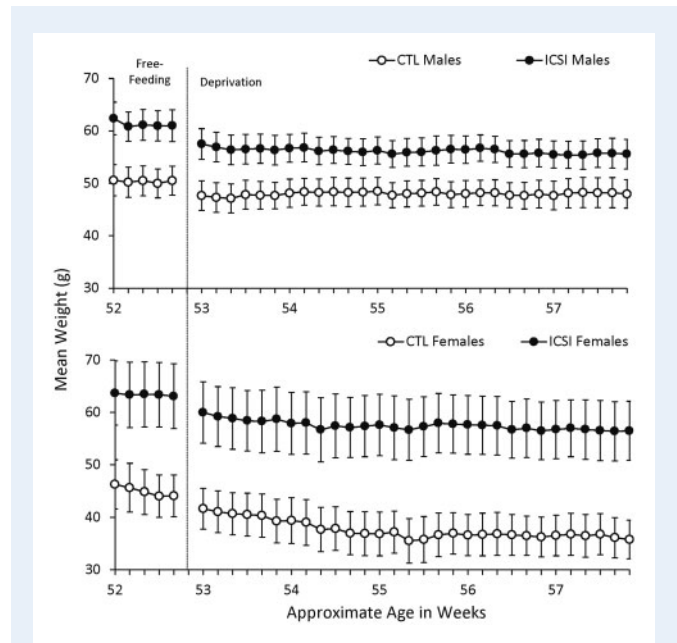 Free-
Feeding
Deprivation
CTL Males
ICSI Males
70
60
50
40
30
52
53
54
55
56
57
Mean Weight (g)
CTL Females
ICSI Females
70
60
50
40
30
52
53
54
55
56
57
Approximate Age in Weeks